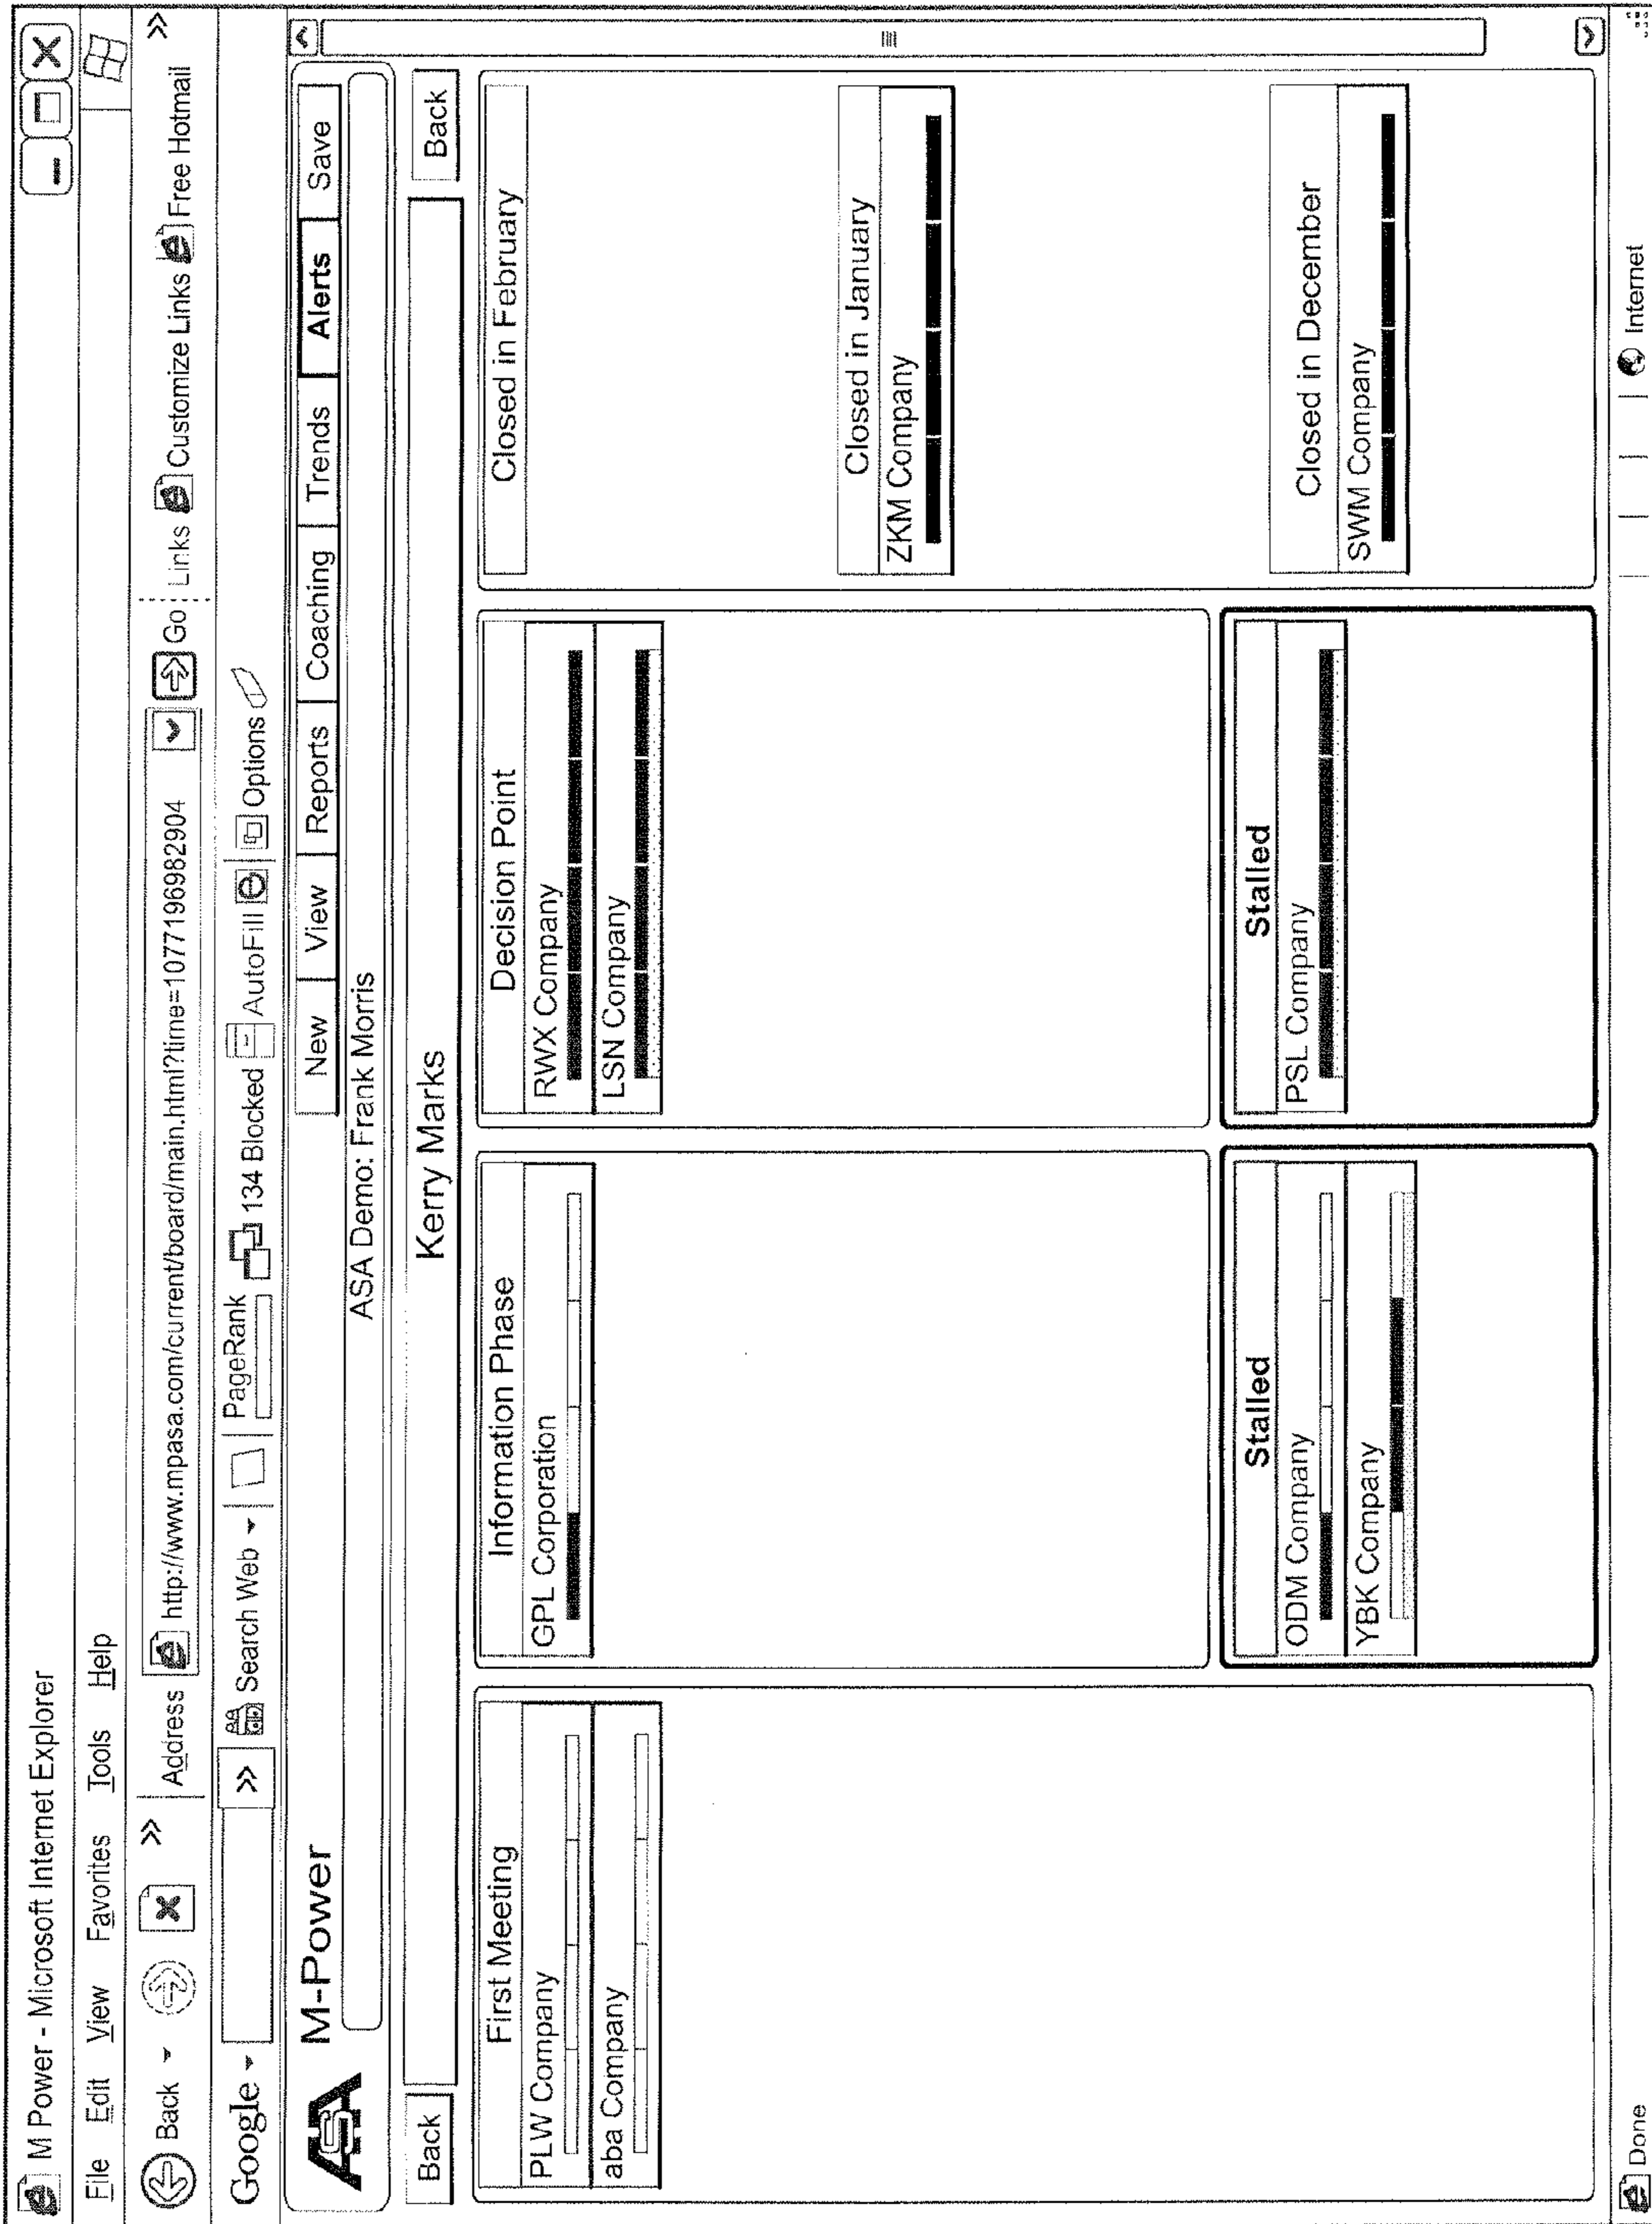 M Power - Microsoft Internet Explorer
File Edit View Favorites Tools Help
Back » Address http://www.mpasa.com/current/board/main.html?time=1077196982904 Go Links Customize Links Free Hotmail »
Google » Search Web PageRank 134 Blocked AutoFill Options
ASA M-Power New View Reports Coaching Trends Alerts Save
ASA Demo: Frank Morris
Back Kerry Marks Back
First Meeting
PLW Company
aba Company
Information Phase
GPL Corporation
Stalled
ODM Company
YBK Company
Decision Point
RWX Company
LSN Company
Stalled
PSL Company
Closed in February
Closed in January
ZKM Company
Closed in December
SWM Company
Done Internet